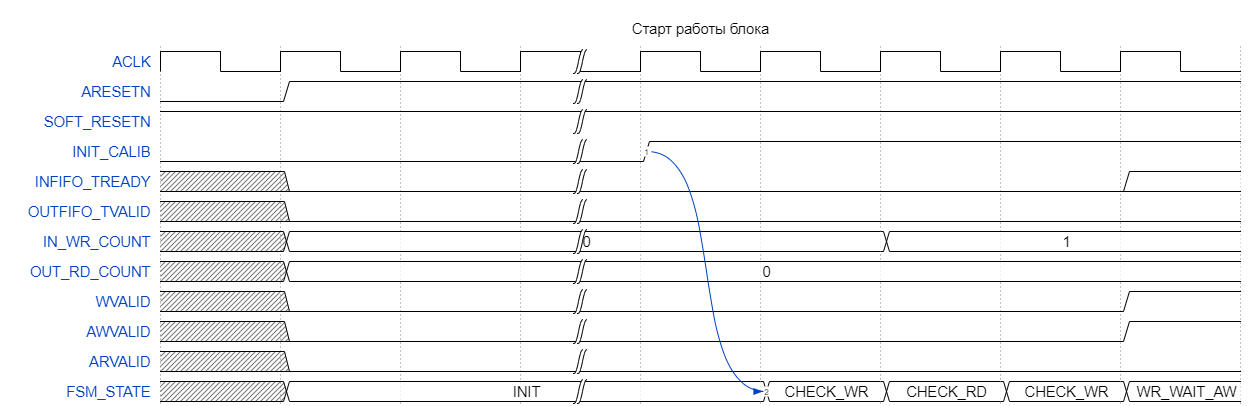 Старт работы блока
ACLK
ARESETN
SOFT_RESETN
INIT_CALIB
1
INFIFO_TREADY
OUTFIFO_TVALID
IN_WR_COUNT 0 1
OUT_RD_COUNT 0
WVALID
AWVALID
ARVALID
FSM_STATE INIT 2 CHECK_WR CHECK_RD CHECK_WR WR_WAIT_AW